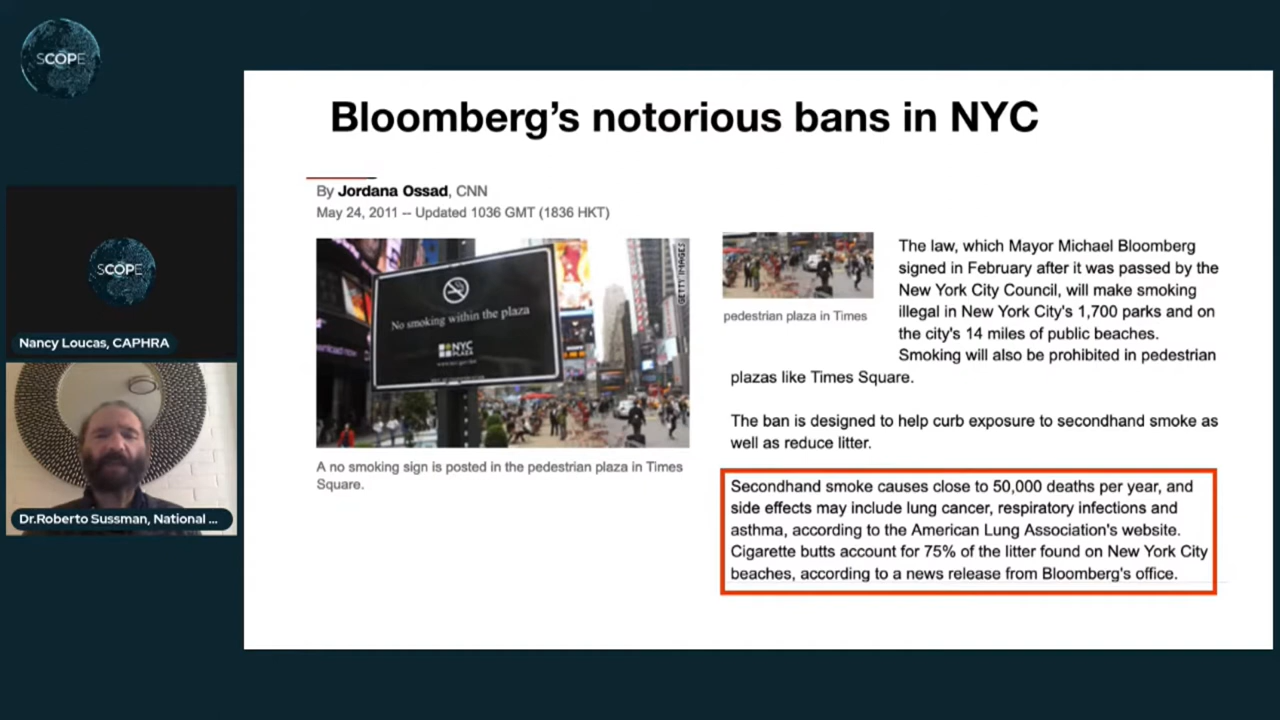 SCOPE
Bloomberg's notorious bans in NYC
By Jordana Ossad, CNN
May 24, 2011 -- Updated 1036 GMT (1836 HKT)
GETTY IMAGES
No smoking within the plaza
NYC
PLAZA
A no smoking sign is posted in the pedestrian plaza in Times
Square.
pedestrian plaza in Times
The law, which Mayor Michael Bloomberg
signed in February after it was passed by the
New York City Council, will make smoking
illegal in New York City's 1,700 parks and on
the city's 14 miles of public beaches.
Smoking will also be prohibited in pedestrian
plazas like Times Square.
The ban is designed to help curb exposure to secondhand smoke as
well as reduce litter.
Secondhand smoke causes close to 50,000 deaths per year, and
side effects may include lung cancer, respiratory infections and
asthma, according to the American Lung Association's website.
Cigarette butts account for 75% of the litter found on New York City
beaches, according to a news release from Bloomberg's office.
SCOPE
Nancy Loucas, CAPHRA
Dr.Roberto Sussman, National ...